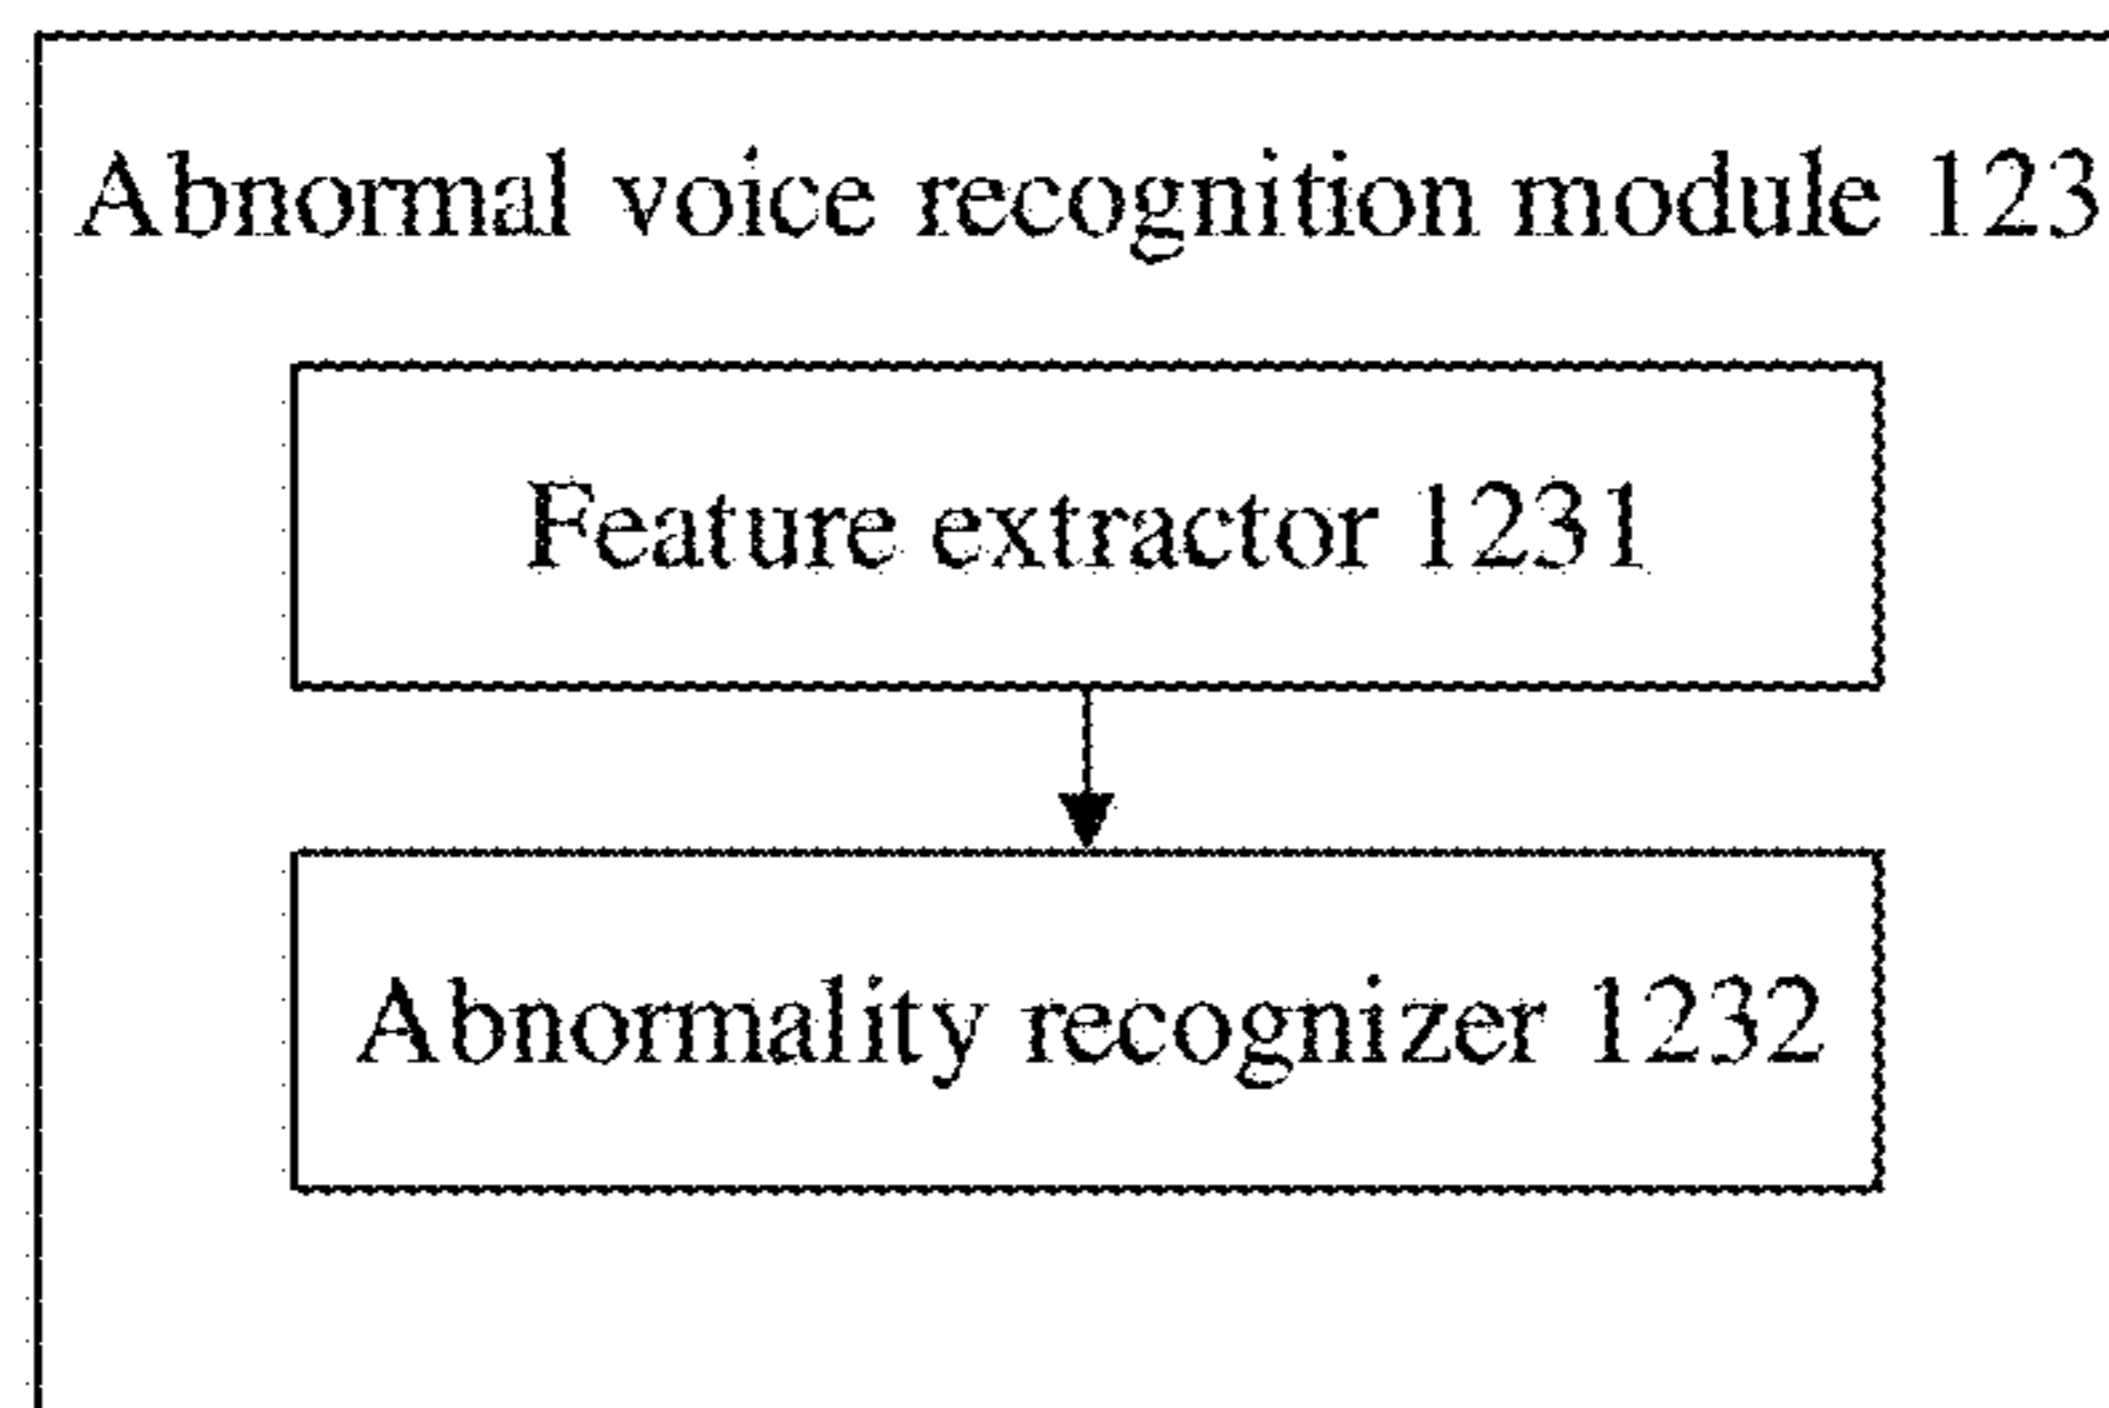 Abnormal voice recognition module 123
Feature extractor 1231
Abnormality recognizer 1232